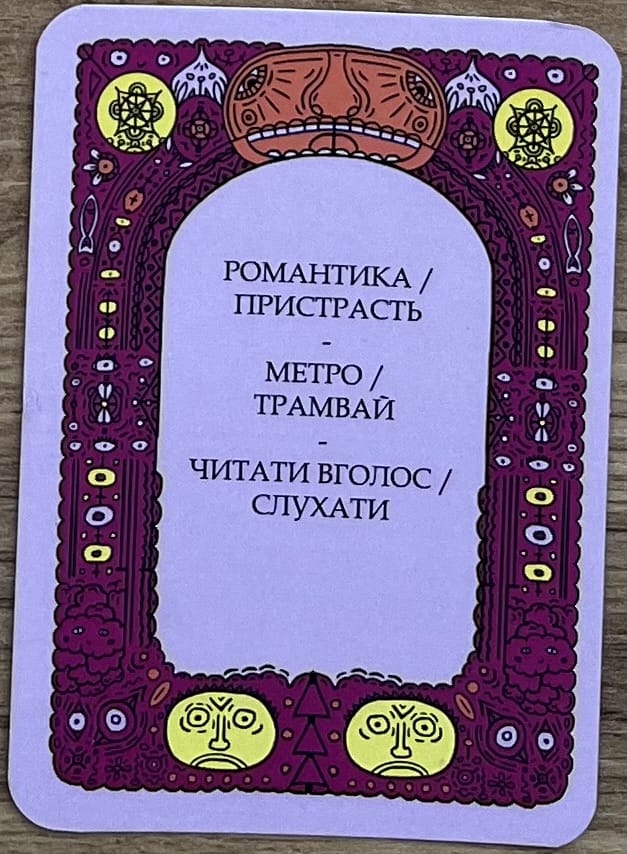 РОМАНТИКА /
ПРИСТРАСТЬ
-
МЕТРО /
ТРАМВАЙ
-
ЧИТАТИ ВГОЛОС /
СЛУХАТИ